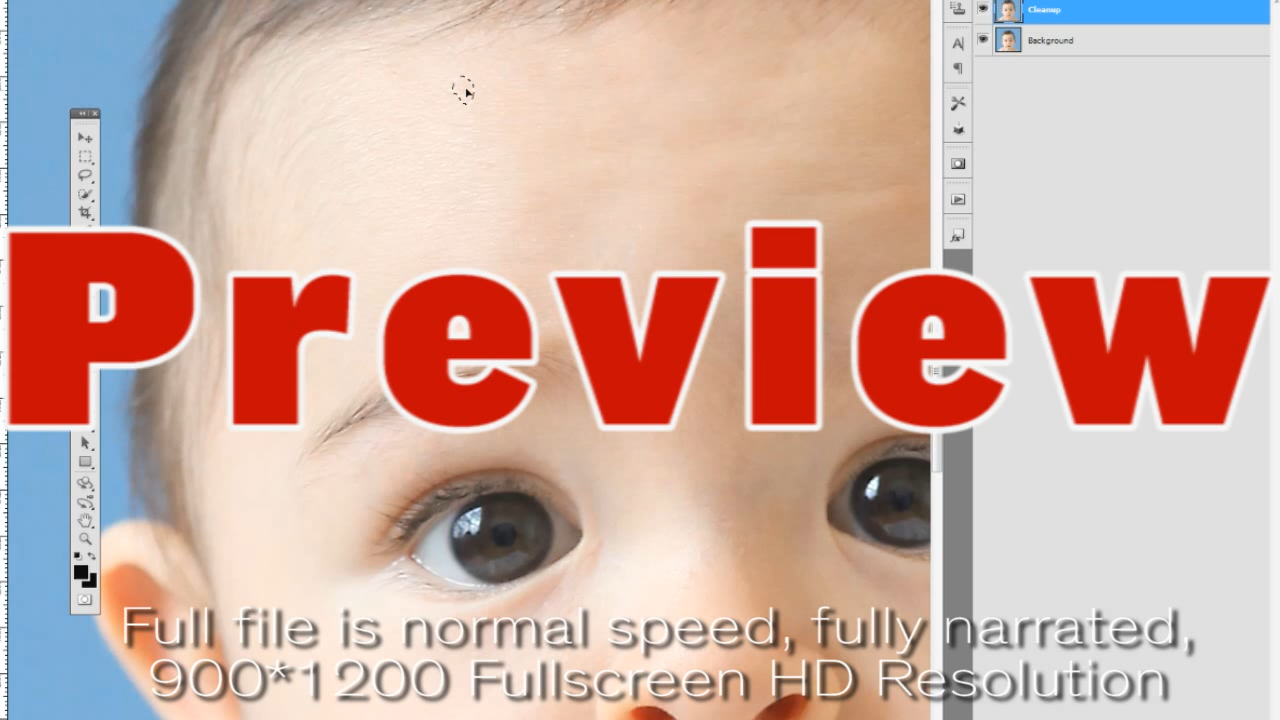 Cleanup
Background
Preview
Full file is normal speed, fully narrated,
900*1200 Fullscreen HD Resolution